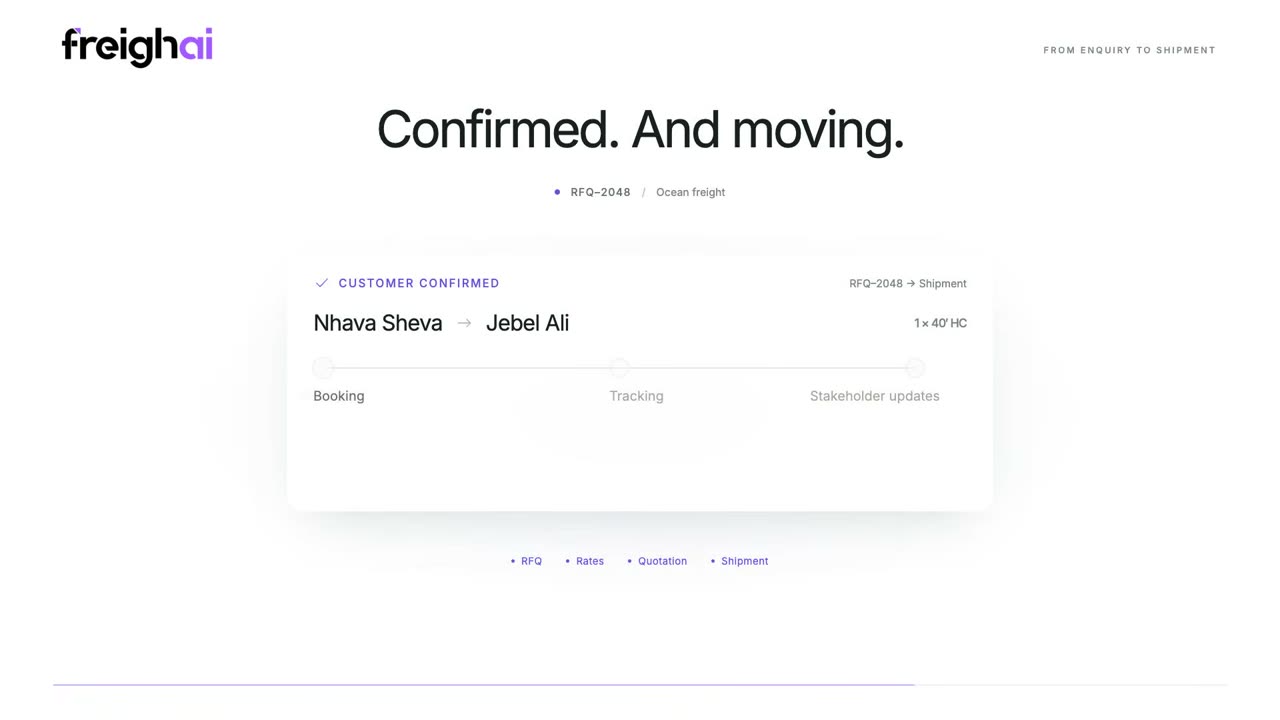 freighai
FROM ENQUIRY TO SHIPMENT
Confirmed. And moving.
• RFQ–2048 / Ocean freight
✓ CUSTOMER CONFIRMED
RFQ–2048 → Shipment
Nhava Sheva → Jebel Ali
1 × 40′ HC
Booking
Tracking
Stakeholder updates
• RFQ • Rates • Quotation • Shipment